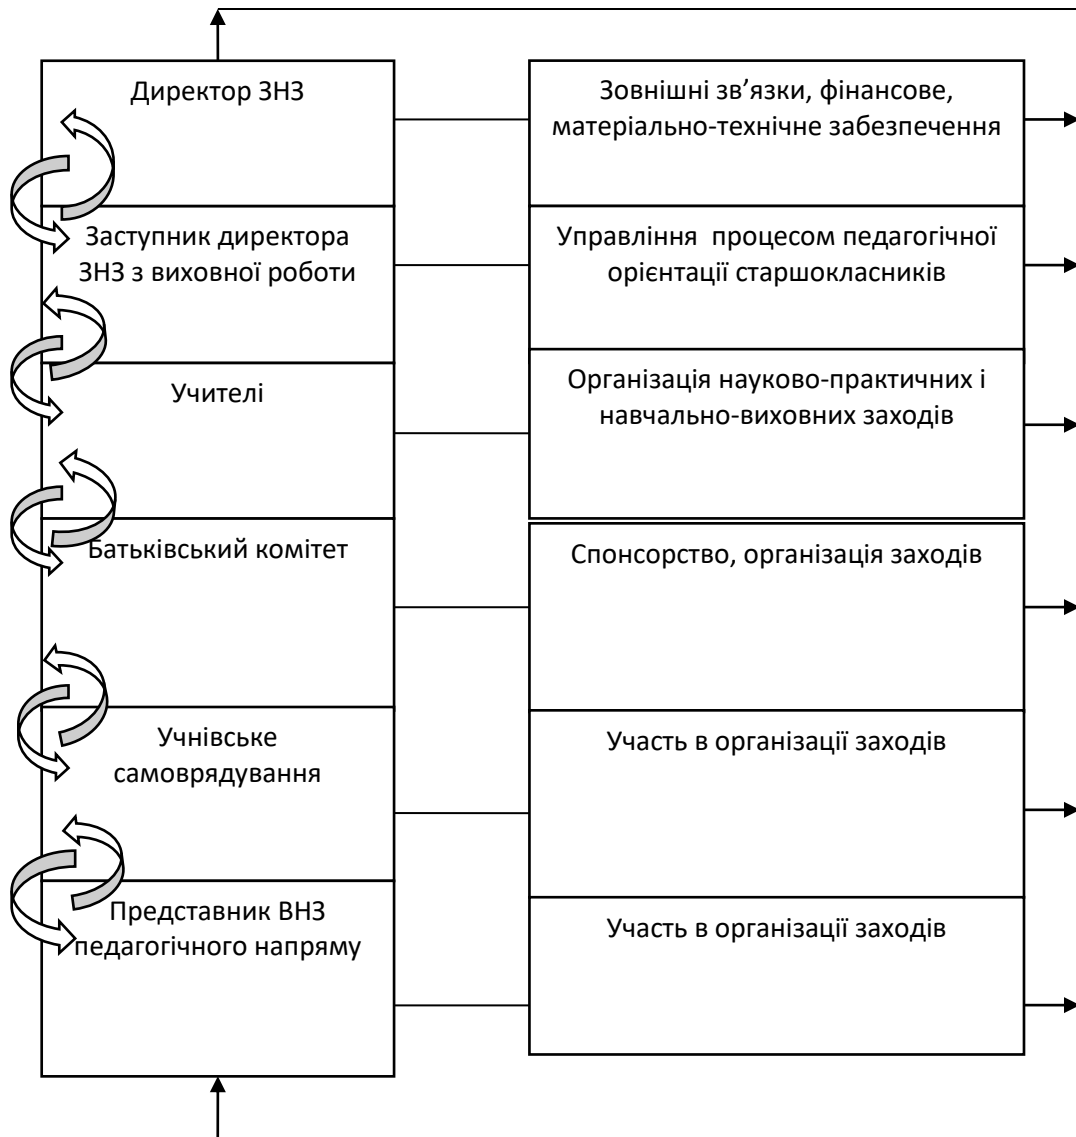 Директор ЗНЗ
Зовнішні зв’язки, фінансове,
матеріально-технічне забезпечення
Заступник директора
ЗНЗ з виховної роботи
Управління процесом педагогічної
орієнтації старшокласників
Учителі
Організація науково-практичних і
навчально-виховних заходів
Батьківський комітет
Спонсорство, організація заходів
Учнівське
самоврядування
Участь в організації заходів
Представник ВНЗ
педагогічного напряму
Участь в організації заходів